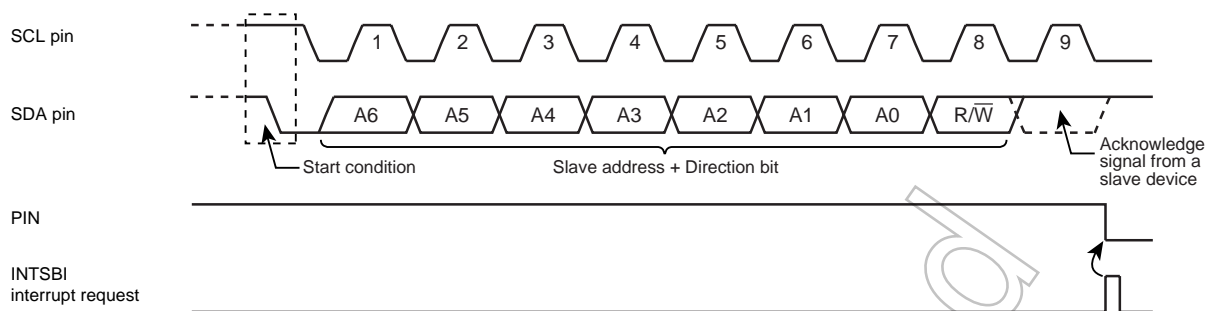 SCL pin
1 2 3 4 5 6 7 8 9
SDA pin
A6 A5 A4 A3 A2 A1 A0 R/W̅
Start condition
Slave address + Direction bit
Acknowledge
signal from a
slave device
PIN
INTSBI
interrupt request